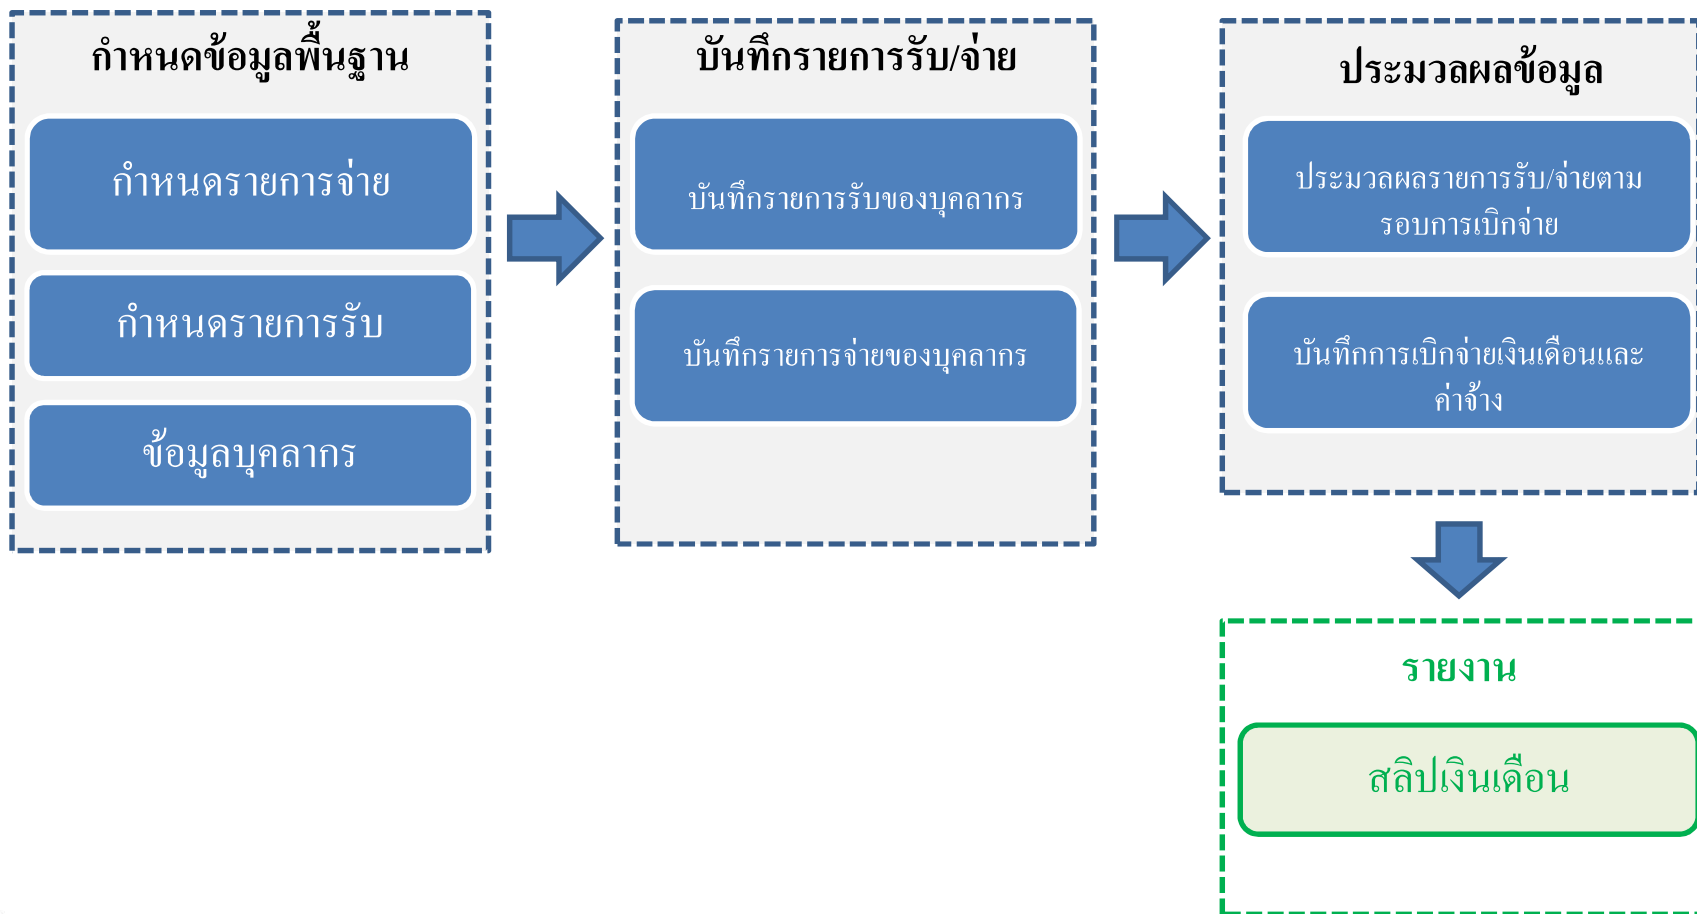 กำหนดข้อมูลพื้นฐาน
กำหนดรายการจ่าย
กำหนดรายการรับ
ข้อมูลบุคลากร
บันทึกรายการรับ/จ่าย
บันทึกรายการรับของบุคลากร
บันทึกรายการจ่ายของบุคลากร
ประมวลผลข้อมูล
ประมวลผลรายการรับ/จ่ายตาม
รอบการเบิกจ่าย
บันทึกการเบิกจ่ายเงินเดือนและ
ค่าจ้าง
รายงาน
สลิปเงินเดือน